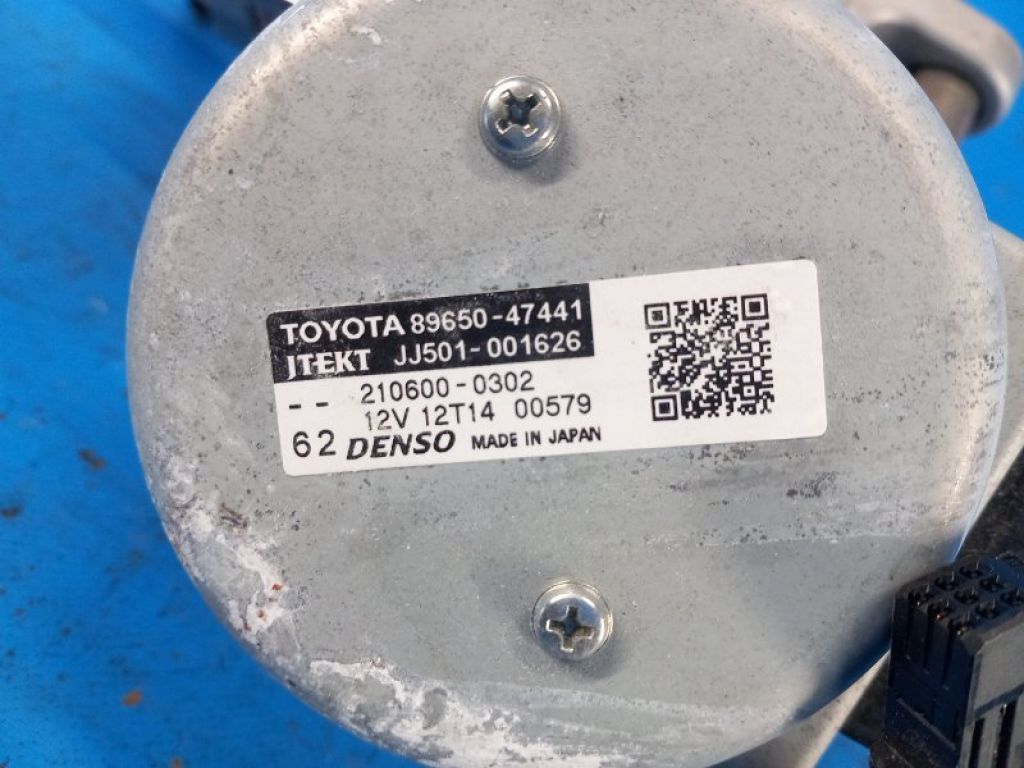 TOYOTA 89650-47441
JTEKT JJ501-001626
-- 210600-0302
12V 12T14 00579
62 DENSO MADE IN JAPAN